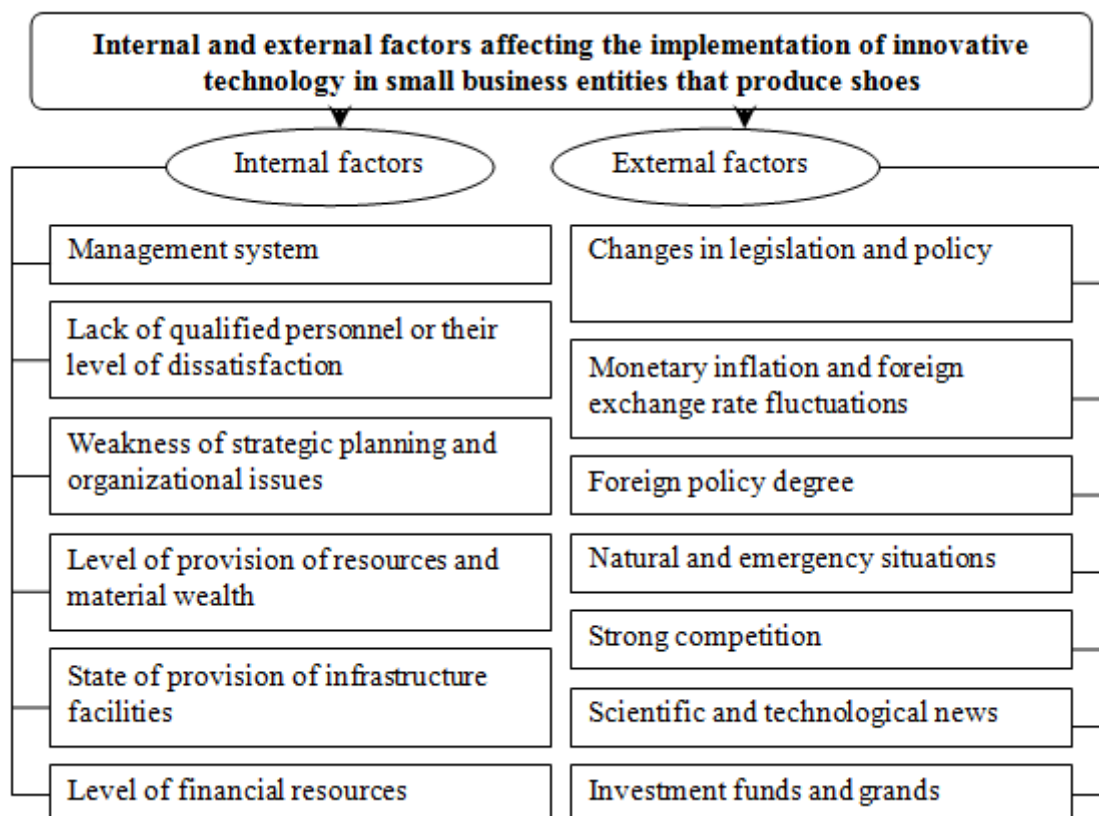 Internal and external factors affecting the implementation of innovative
technology in small business entities that produce shoes
Internal factors
External factors
Management system
Lack of qualified personnel or their
level of dissatisfaction
Weakness of strategic planning and
organizational issues
Level of provision of resources and
material wealth
State of provision of infrastructure
facilities
Level of financial resources
Changes in legislation and policy
Monetary inflation and foreign
exchange rate fluctuations
Foreign policy degree
Natural and emergency situations
Strong competition
Scientific and technological news
Investment funds and grands